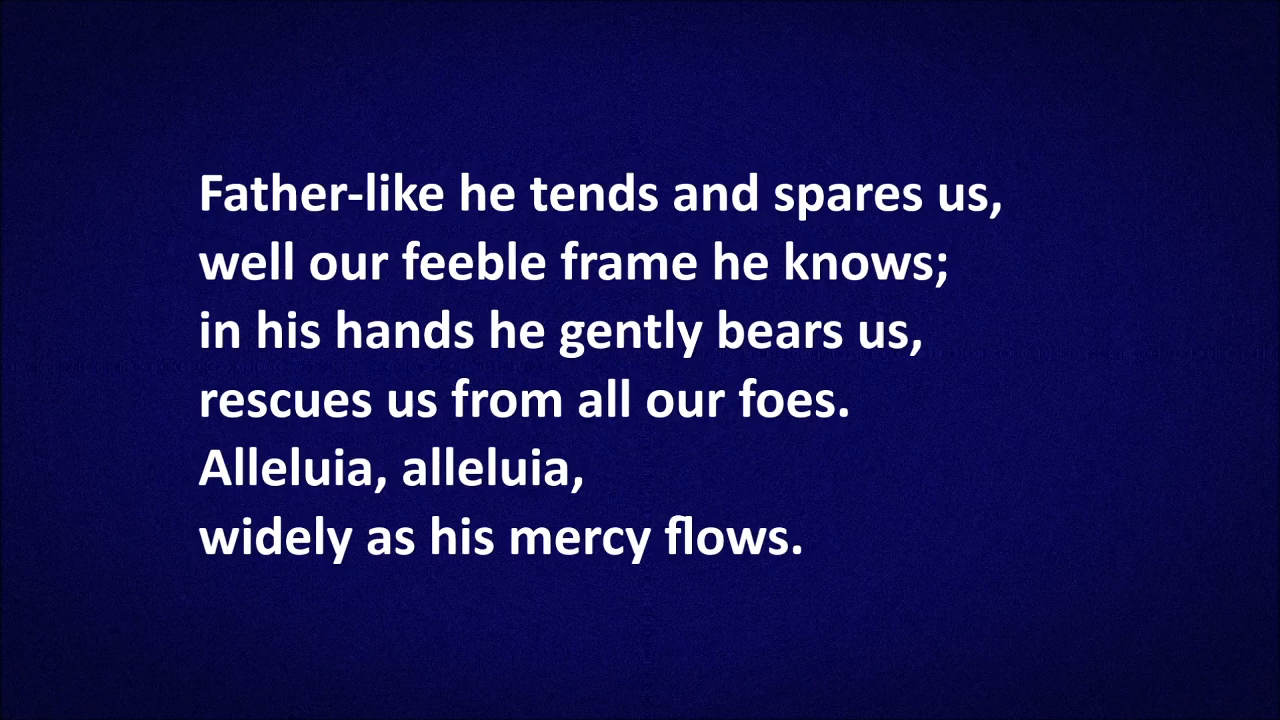 Father-like he tends and spares us,
well our feeble frame he knows;
in his hands he gently bears us,
rescues us from all our foes.
Alleluia, alleluia,
widely as his mercy flows.